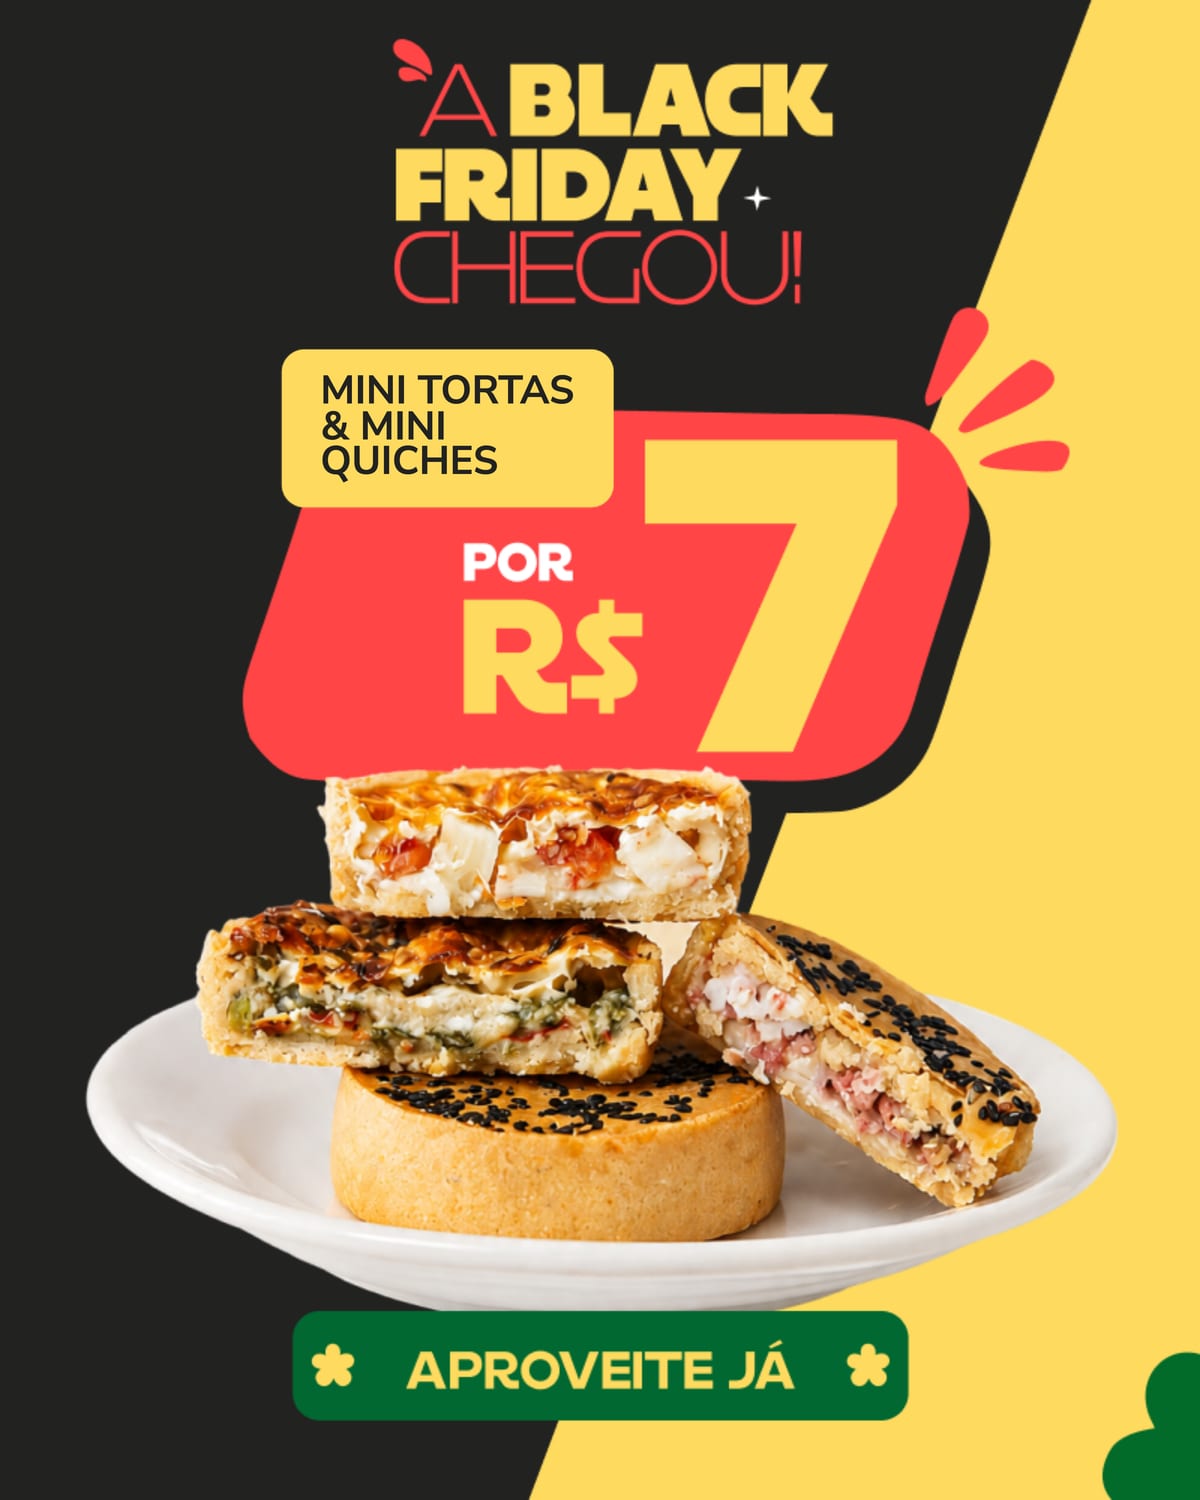 A BLACK
FRIDAY
CHEGOU!
MINI TORTAS
& MINI
QUICHES
POR
R$ 7
APROVEITE JÁ